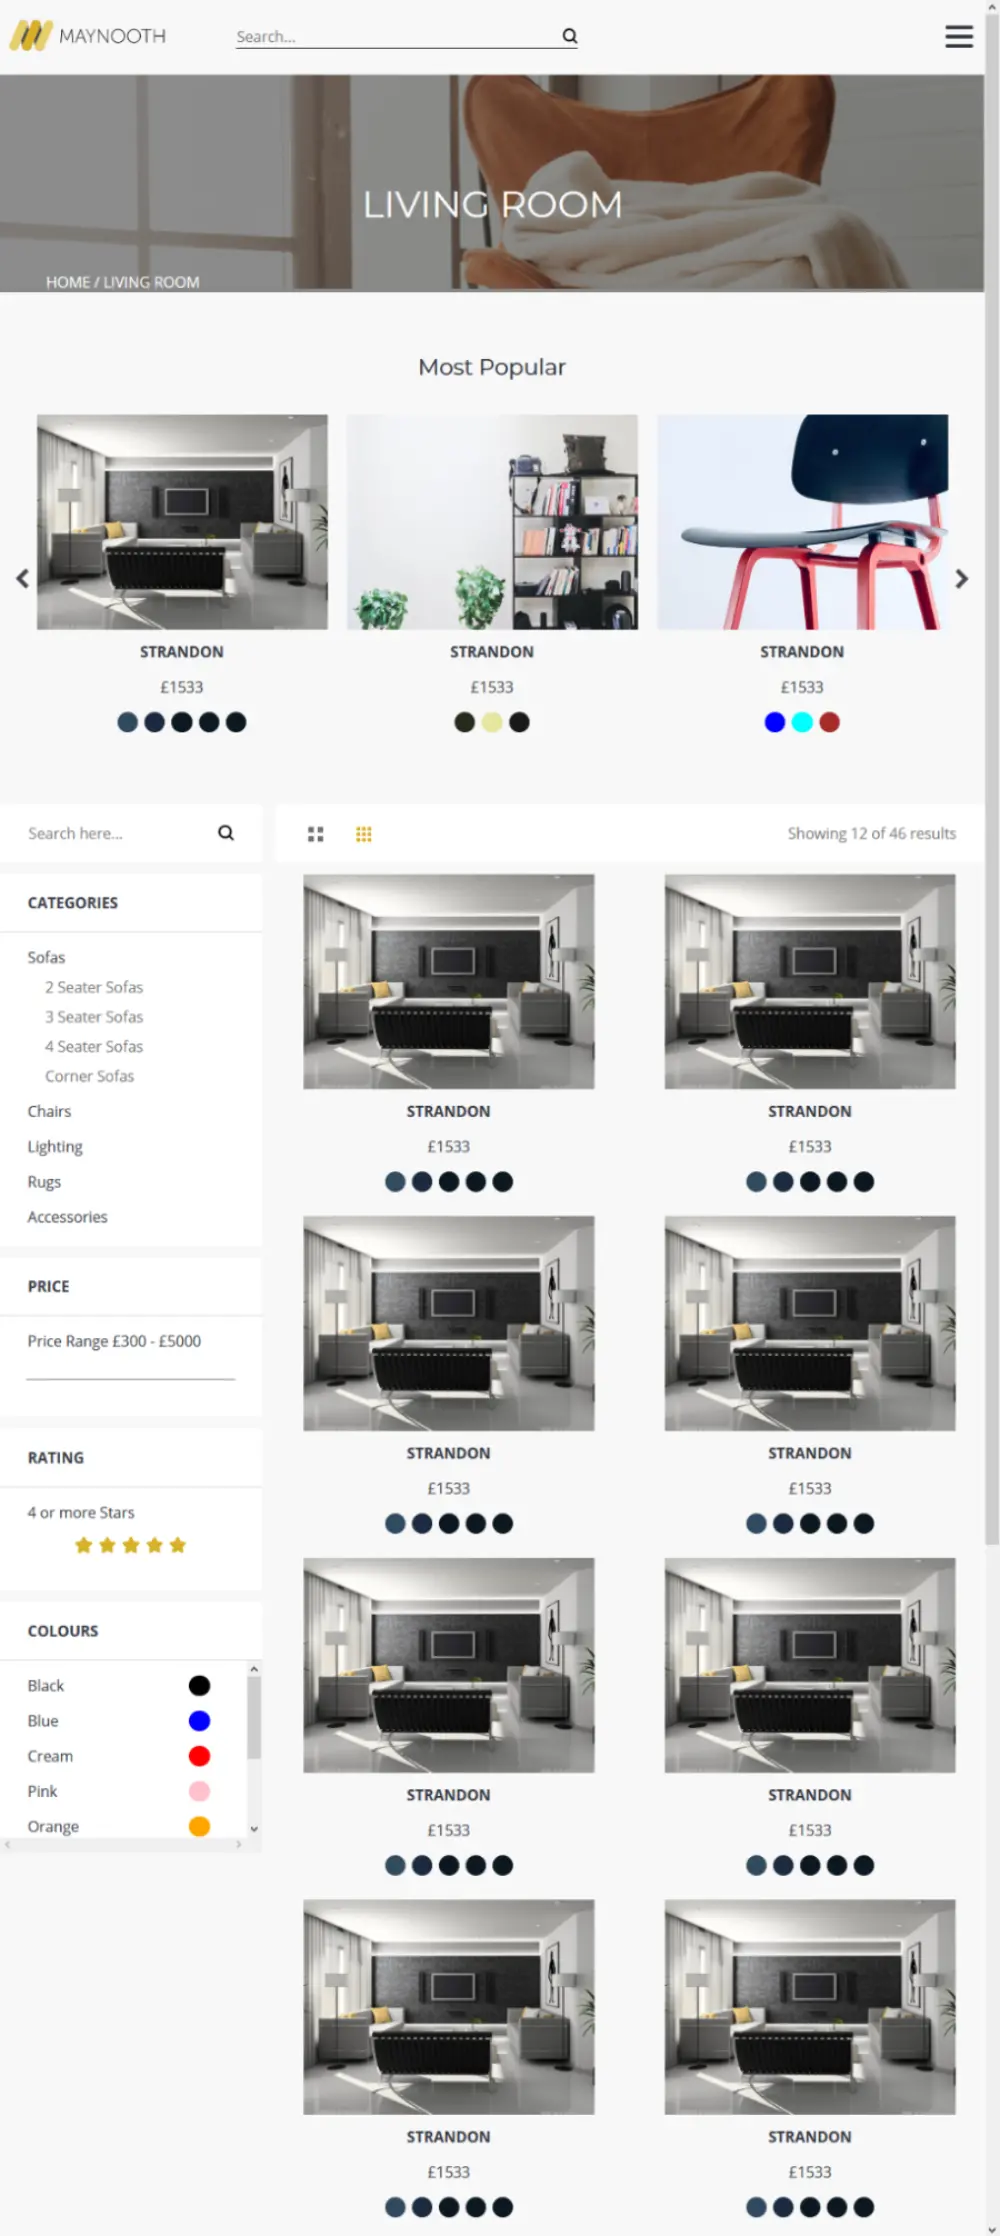 MAYNOOTH
Search...
LIVING ROOM
HOME / LIVING ROOM
Most Popular
STRANDON
£1533
STRANDON
£1533
STRANDON
£1533
Search here...
Showing 12 of 46 results
CATEGORIES
Sofas
2 Seater Sofas
3 Seater Sofas
4 Seater Sofas
Corner Sofas
Chairs
Lighting
Rugs
Accessories
PRICE
Price Range £300 - £5000
RATING
4 or more Stars
COLOURS
Black
Blue
Cream
Pink
Orange
STRANDON
£1533
STRANDON
£1533
STRANDON
£1533
STRANDON
£1533
STRANDON
£1533
STRANDON
£1533
STRANDON
£1533
STRANDON
£1533